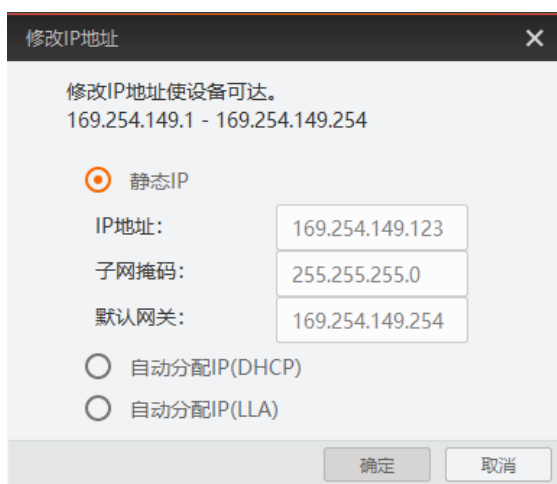 修改IP地址
修改IP地址使设备可达。
169.254.149.1 - 169.254.149.254
静态IP
IP地址： 169.254.149.123
子网掩码： 255.255.255.0
默认网关： 169.254.149.254
自动分配IP(DHCP)
自动分配IP(LLA)
确定 取消